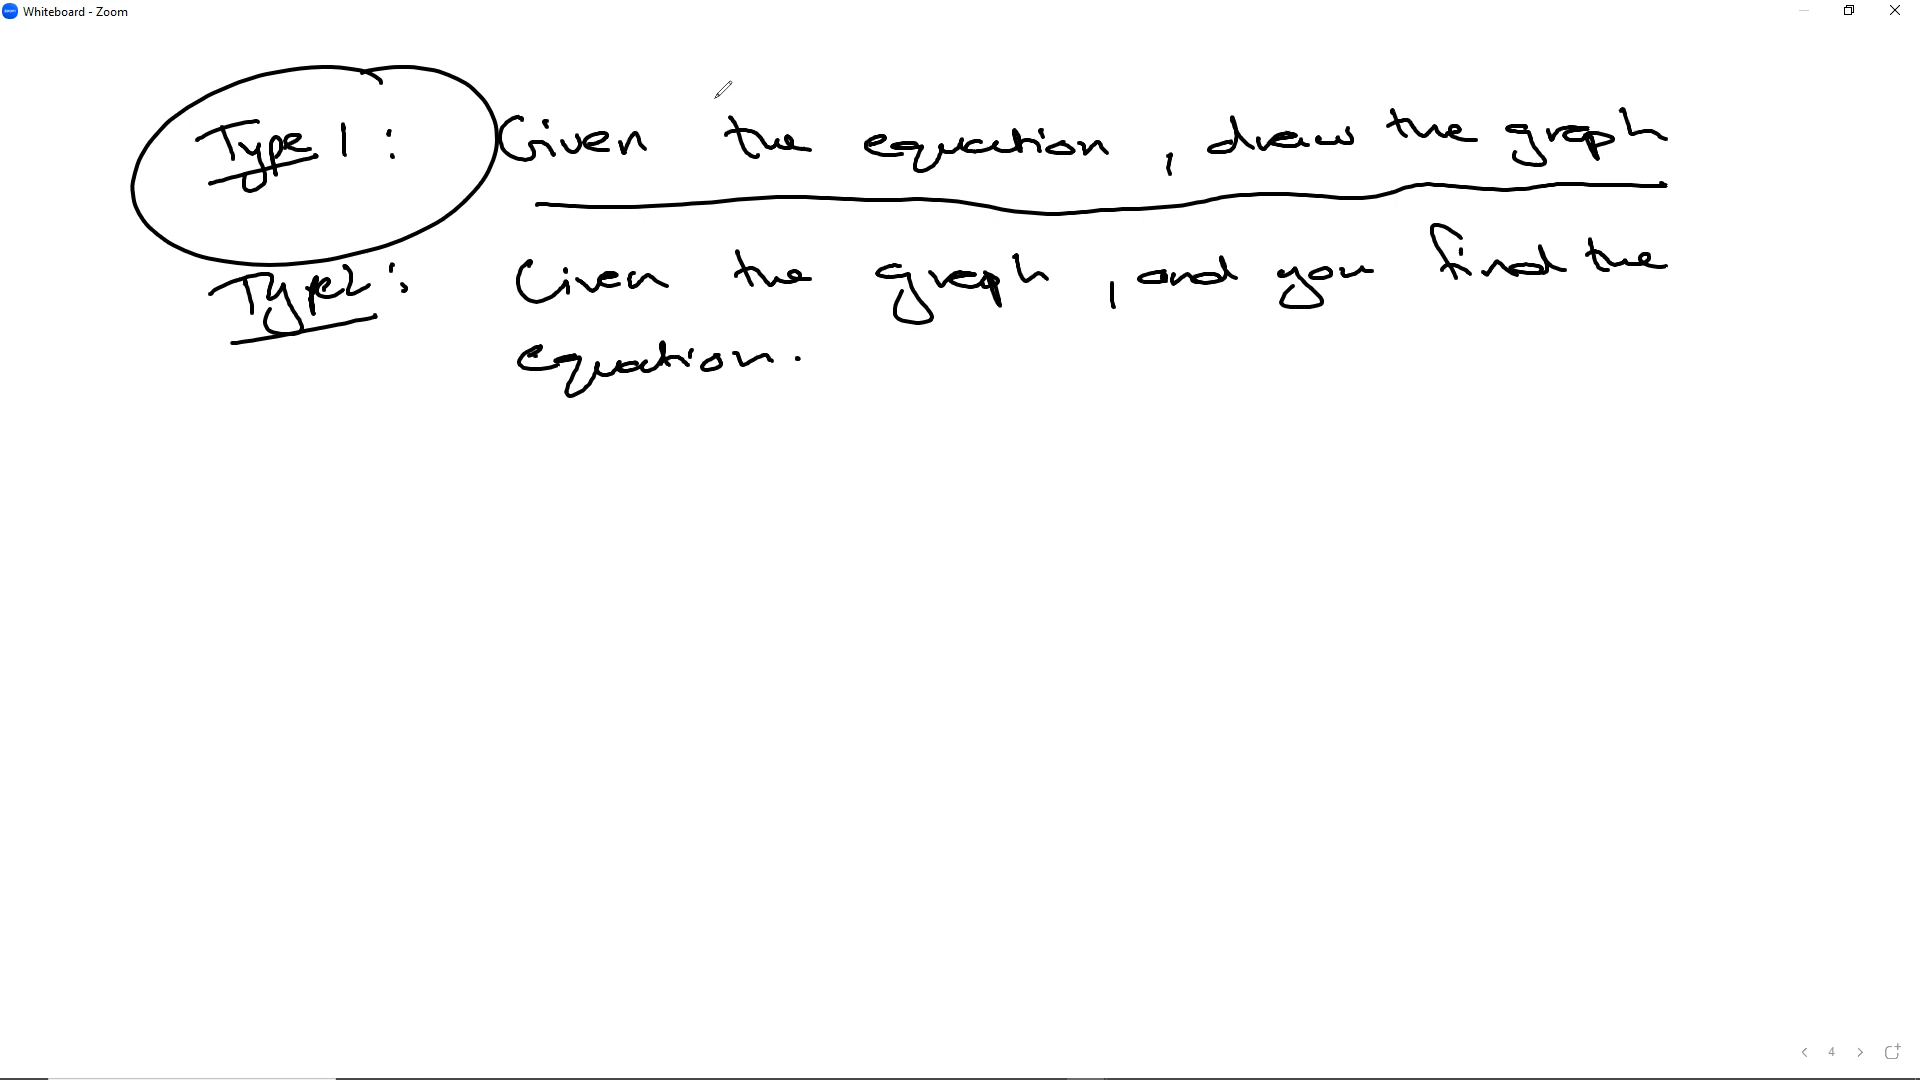 Whiteboard - Zoom
Type 1: Given the equation, draw the graph
Type 2: Given the graph, and you find the
equation.
4